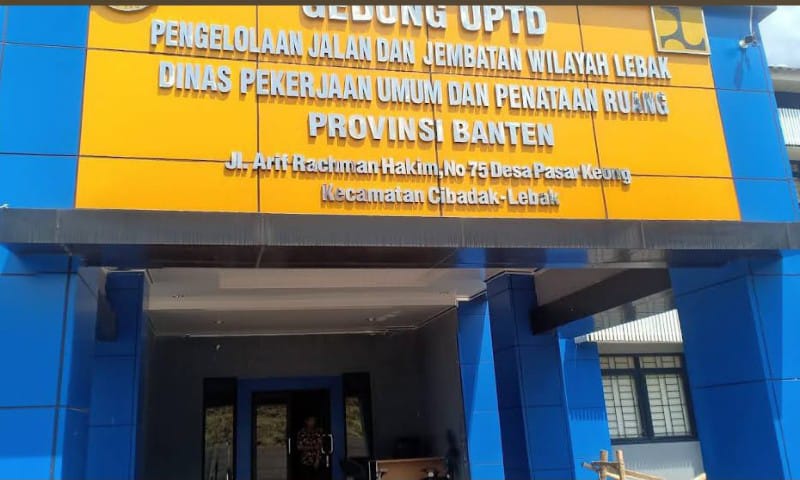 GEDUNG UPTD
PENGELOLAAN JALAN DAN JEMBATAN WILAYAH LEBAK
DINAS PEKERJAAN UMUM DAN PENATAAN RUANG
PROVINSI BANTEN
Jl. Arif Rachman Hakim, No 75 Desa Pasar Keong
Kecamatan Cibadak - Lebak